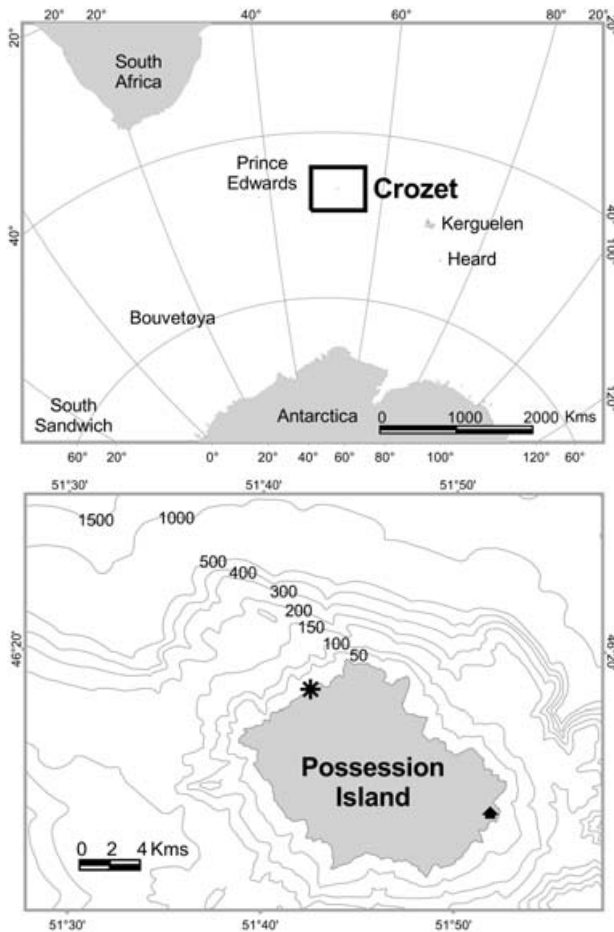 20° 20° 40° 60° 80° 20°
20°
South
Africa
Prince
Edwards
Crozet
40°
Kerguelen
40°
100°
Heard
Bouvetøya
120°
South
Sandwich
Antarctica
0 1000 2000 Kms
60° 20° 0° 20° 40° 60° 80° 100° 120° 60°
51°30' 51°40' 51°50'
1500 1000
500
400
300
200
150
100
50
46°20' 46°20'
Possession
Island
0 2 4 Kms
51°30' 51°40' 51°50'